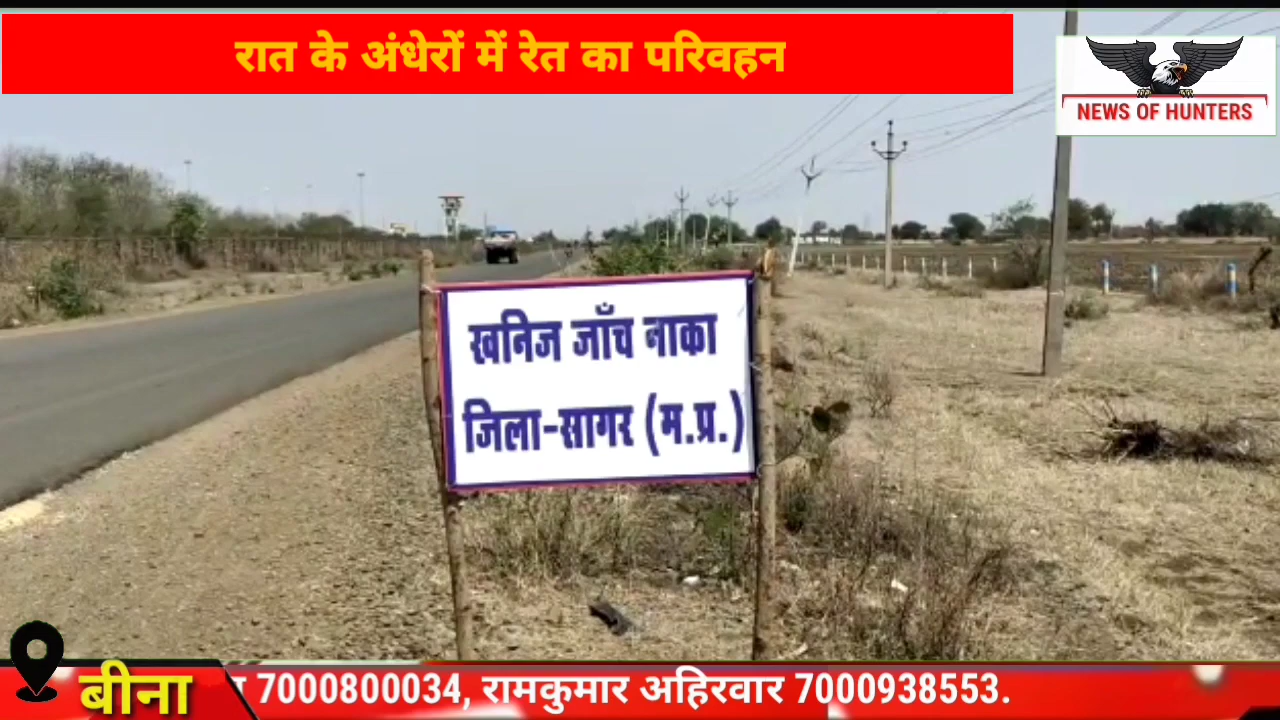 रात के अंधेरों में रेत का परिवहन
NEWS OF HUNTERS
खनिज जाँच नाका
जिला-सागर (म.प्र.)
बीना
7000800034, रामकुमार अहिरवार 7000938553.